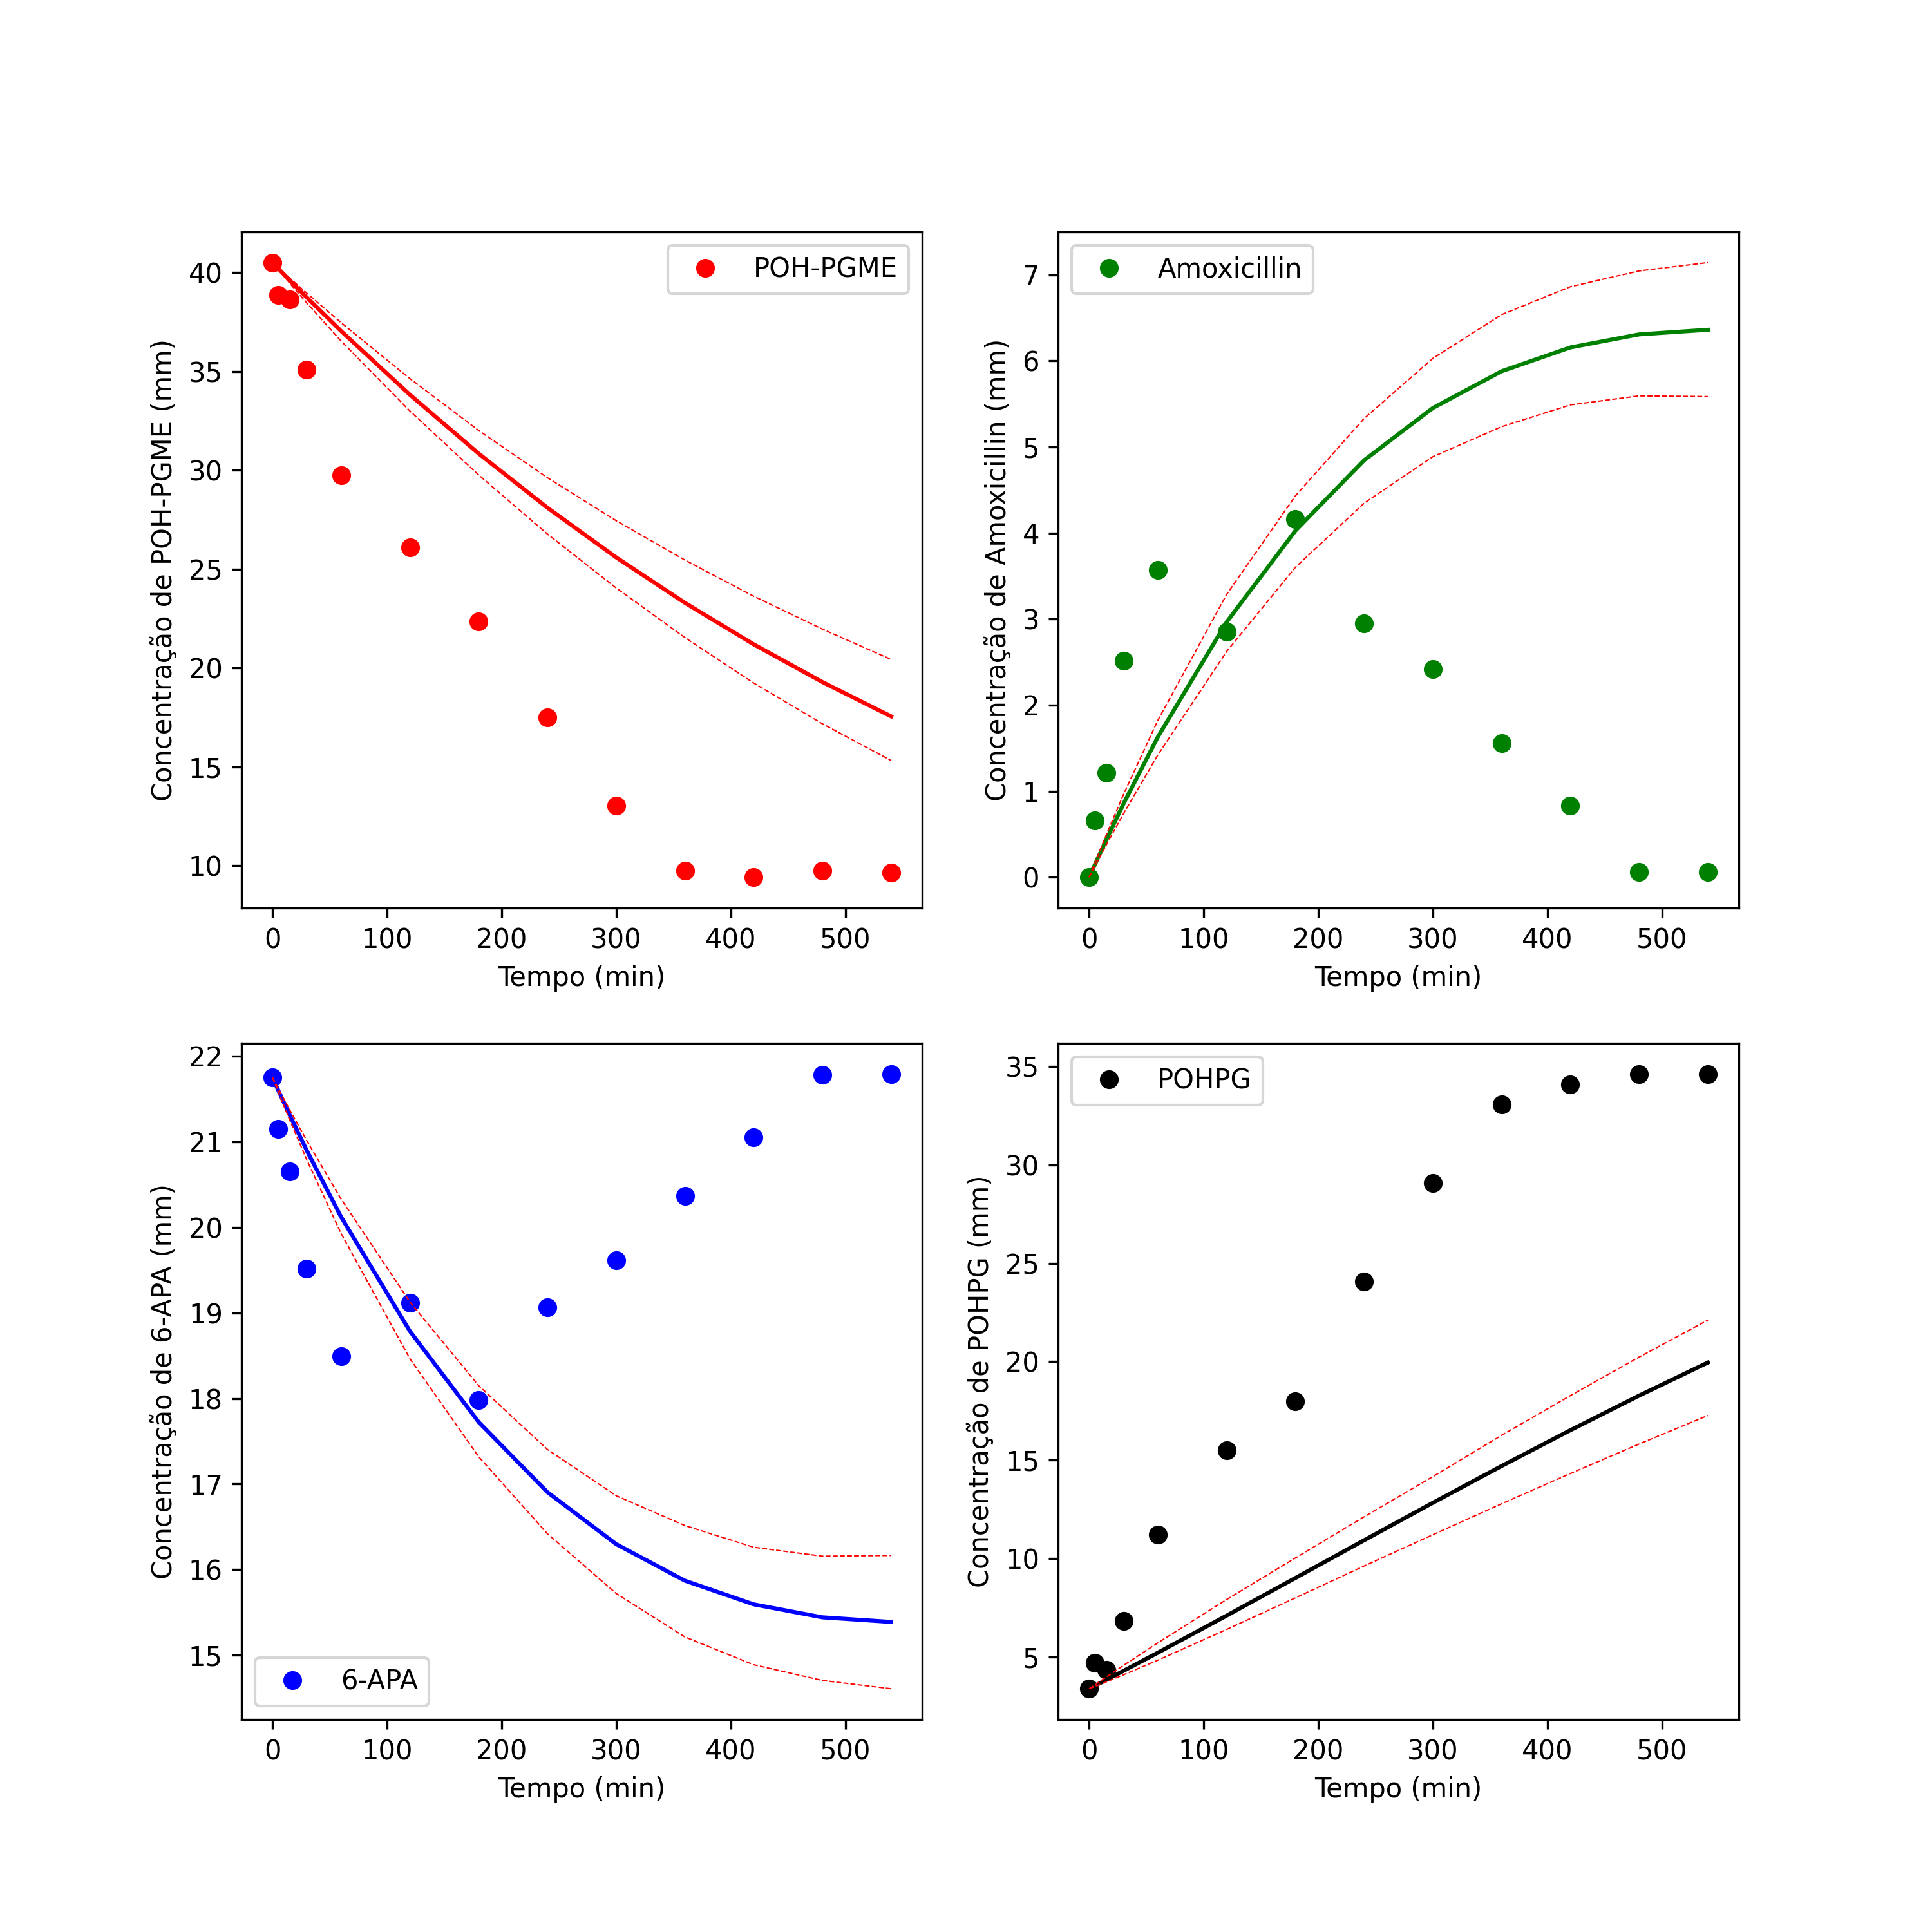 POH-PGME
40
35
30
25
20
15
10
Concentração de POH-PGME (mm)
0 100 200 300 400 500
Tempo (min)
Amoxicillin
7
6
5
4
3
2
1
0
Concentração de Amoxicillin (mm)
0 100 200 300 400 500
Tempo (min)
22
21
20
19
18
17
16
15
Concentração de 6-APA (mm)
6-APA
0 100 200 300 400 500
Tempo (min)
POHPG
35
30
25
20
15
10
5
Concentração de POHPG (mm)
0 100 200 300 400 500
Tempo (min)